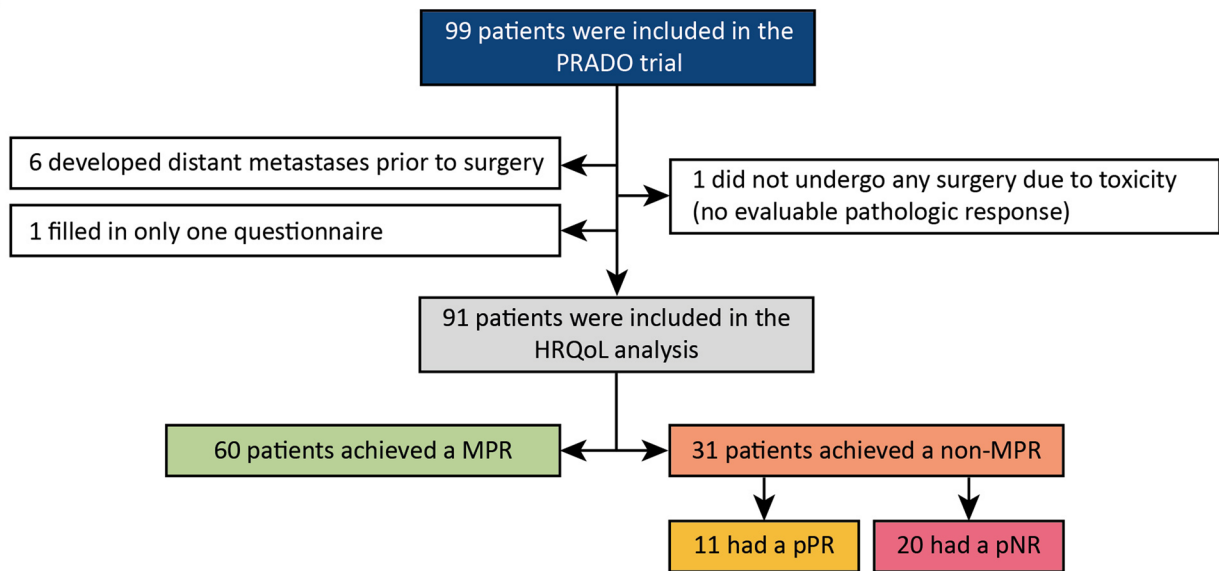 99 patients were included in the
PRADO trial
6 developed distant metastases prior to surgery
1 did not undergo any surgery due to toxicity
(no evaluable pathologic response)
1 filled in only one questionnaire
91 patients were included in the
HRQoL analysis
60 patients achieved a MPR
31 patients achieved a non-MPR
11 had a pPR
20 had a pNR